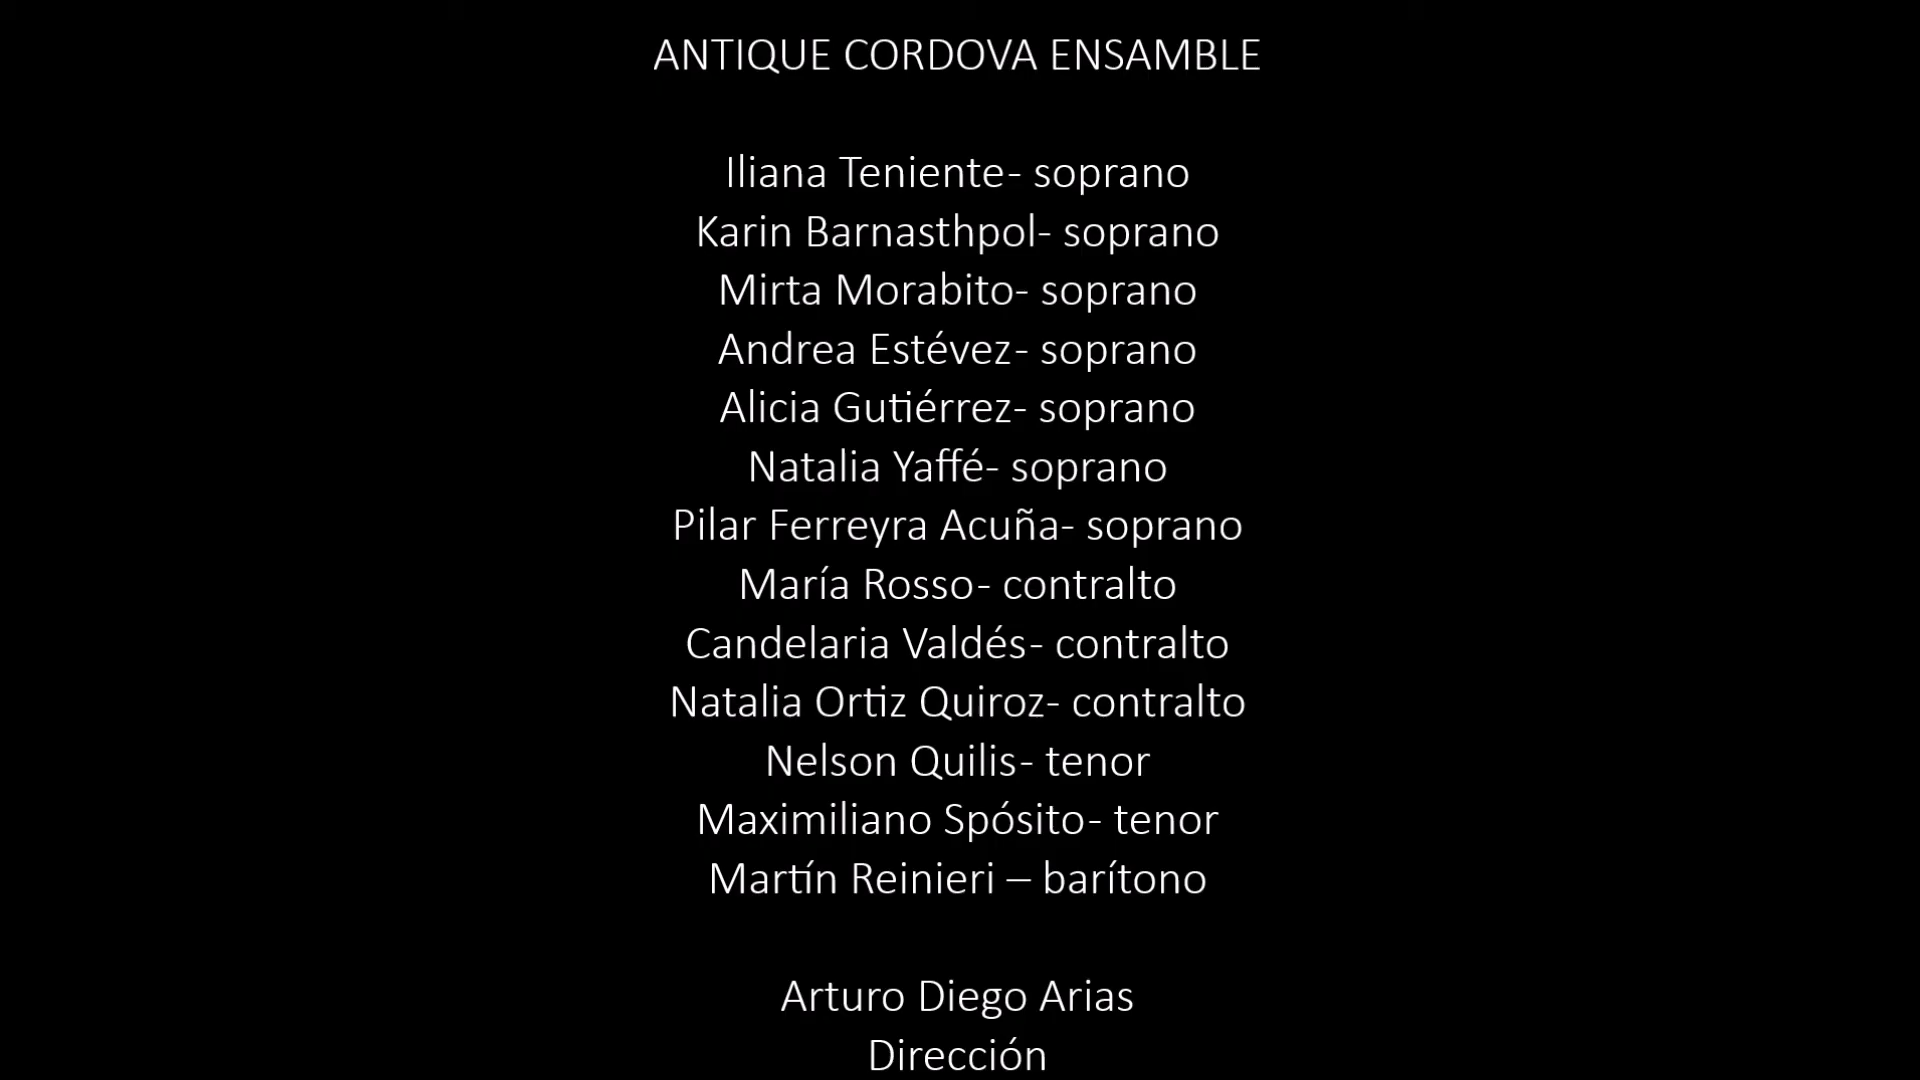 ANTIQUE CORDOVA ENSAMBLE
Iliana Teniente- soprano
Karin Barnasthpol- soprano
Mirta Morabito- soprano
Andrea Estévez- soprano
Alicia Gutiérrez- soprano
Natalia Yaffé- soprano
Pilar Ferreyra Acuña- soprano
María Rosso- contralto
Candelaria Valdés- contralto
Natalia Ortiz Quiroz- contralto
Nelson Quilis- tenor
Maximiliano Spósito- tenor
Martín Reinieri – barítono
Arturo Diego Arias
Dirección